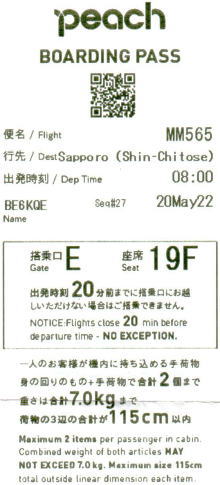 peach
BOARDING PASS
便名 / Flight MM565
行先 / Dest Sapporo (Shin-Chitose)
出発時刻 / Dep Time 08:00
BE6KQE Seq#27 20May22
Name
搭乗口 座席
Gate E Seat 19F
出発時刻 20 分前までに搭乗口にお越
しいただけない場合はご搭乗できません。
NOTICE:Flights close 20 min before
departure time - NO EXCEPTION.
一人のお客様が機内に持ち込める手荷物
身の回りのもの+手荷物で合計 2 個まで
重さは合計7.0kgまで
荷物の3辺の合計が115cm以内
Maximum 2 items per passenger in cabin.
Combined weight of both articles MAY
NOT EXCEED 7.0 kg. Maximum size 115cm
total outside linear dimension each item.